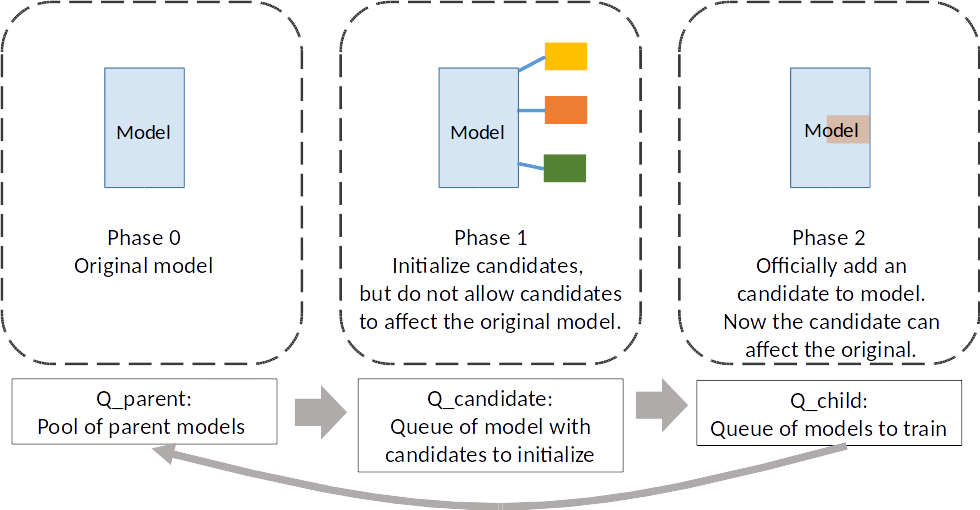 Model
Phase 0
Original model
Q_parent:
Pool of parent models
Model
Phase 1
Initialize candidates,
but do not allow candidates
to affect the original model.
Q_candidate:
Queue of model with
candidates to initialize
Model
Phase 2
Officially add an
candidate to model.
Now the candidate can
affect the original.
Q_child:
Queue of models to train